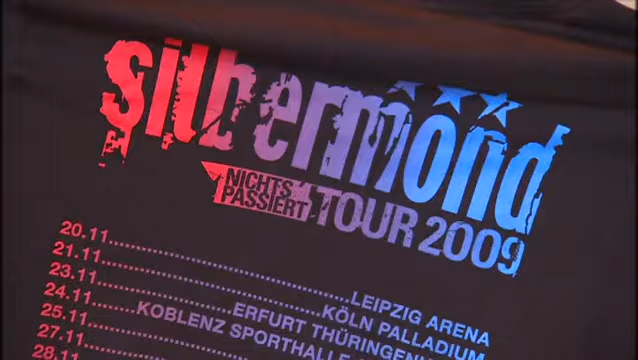 silbermond
NICHTS PASSIERT TOUR 2009
20.11 LEIPZIG ARENA
21.11 KÖLN PALLADIUM
23.11 ERFURT
24.11 KOBLENZ SPORTHALLE
25.11
27.11
28.11